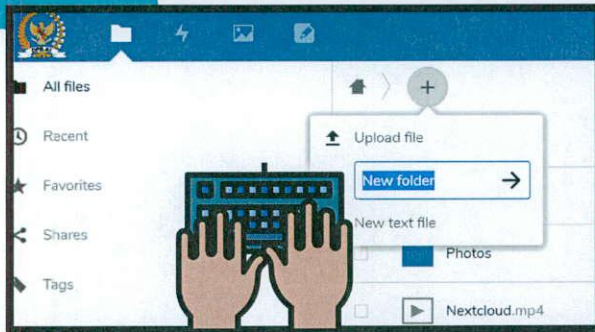 All files
Recent
Favorites
Shares
Tags
+
Upload file
New folder
New text file
Photos
Nextcloud.mp4